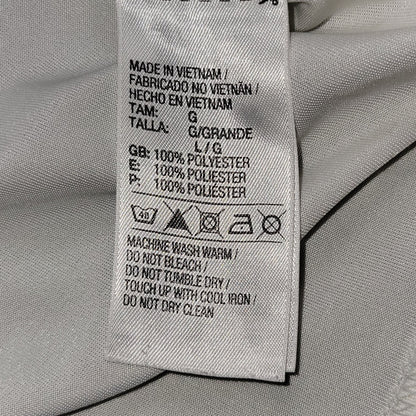 MADE IN VIETNAM /
FABRICADO NO VIETNÃN /
HECHO EN VIETNAM
TAM: G
TALLA: G/GRANDE
L / G
GB: 100% POLYESTER
E: 100% POLIESTER
P: 100% POLIÉSTER
40
MACHINE WASH WARM /
DO NOT BLEACH /
DO NOT TUMBLE DRY /
TOUCH UP WITH COOL IRON /
DO NOT DRY CLEAN